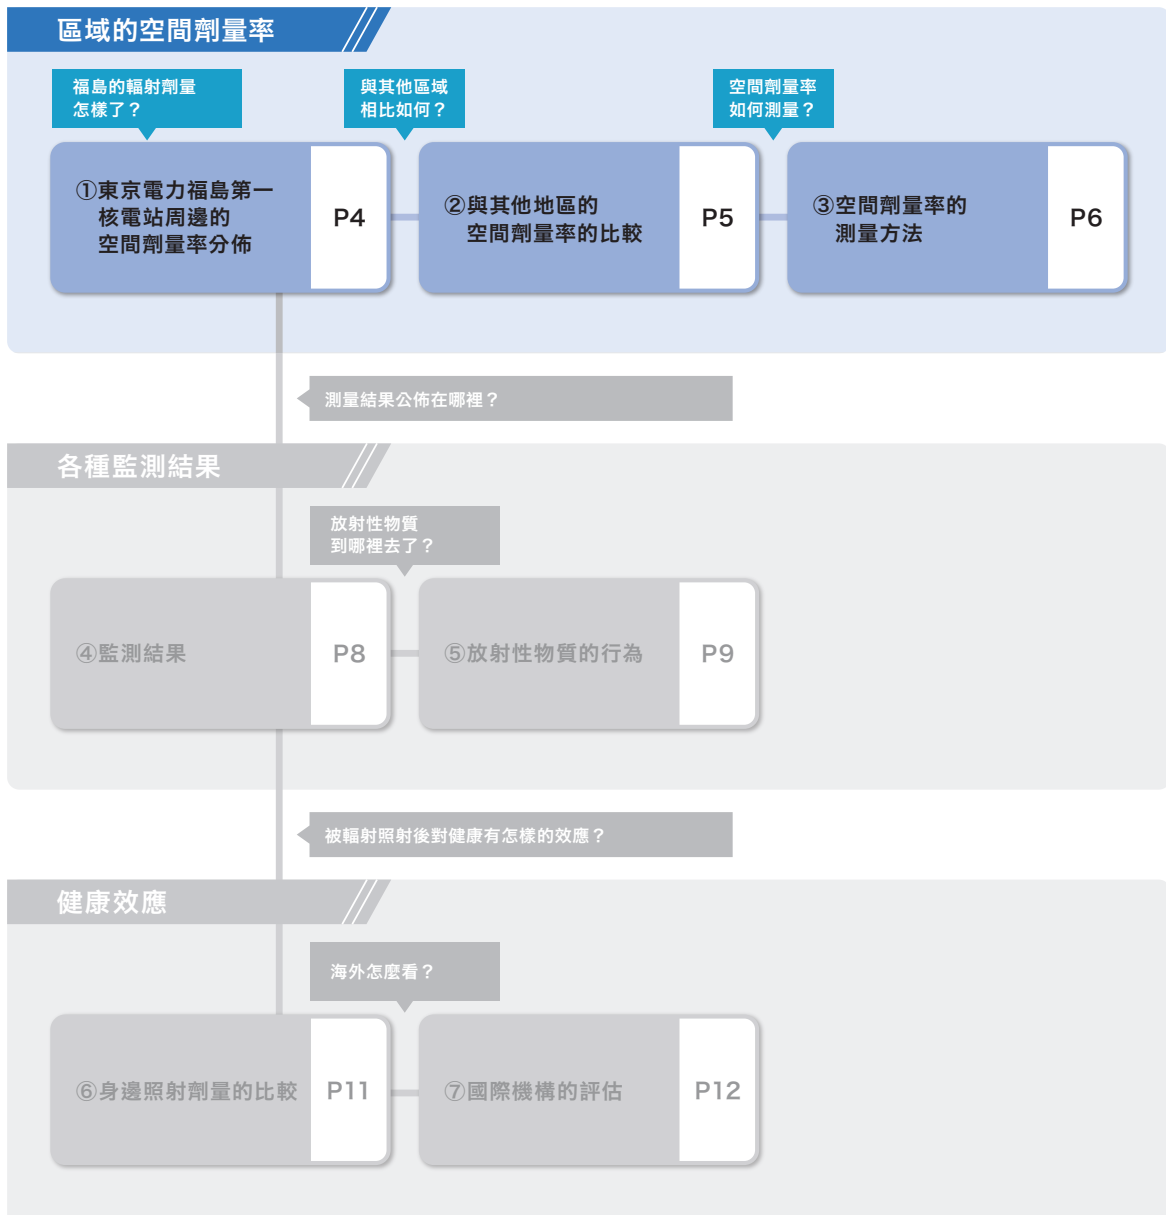 區域的空間劑量率
福島的輻射劑量
怎樣了？
與其他區域
相比如何？
空間劑量率
如何測量？
①東京電力福島第一
核電站周邊的
空間劑量率分佈
P4
②與其他地區的
空間劑量率的比較
P5
③空間劑量率的
測量方法
P6
測量結果公佈在哪裡？
各種監測結果
放射性物質
到哪裡去了？
④監測結果
P8
⑤放射性物質的行為
P9
被輻射照射後對健康有怎樣的效應？
健康效應
海外怎麼看？
⑥身邊照射劑量的比較
P11
⑦國際機構的評估
P12